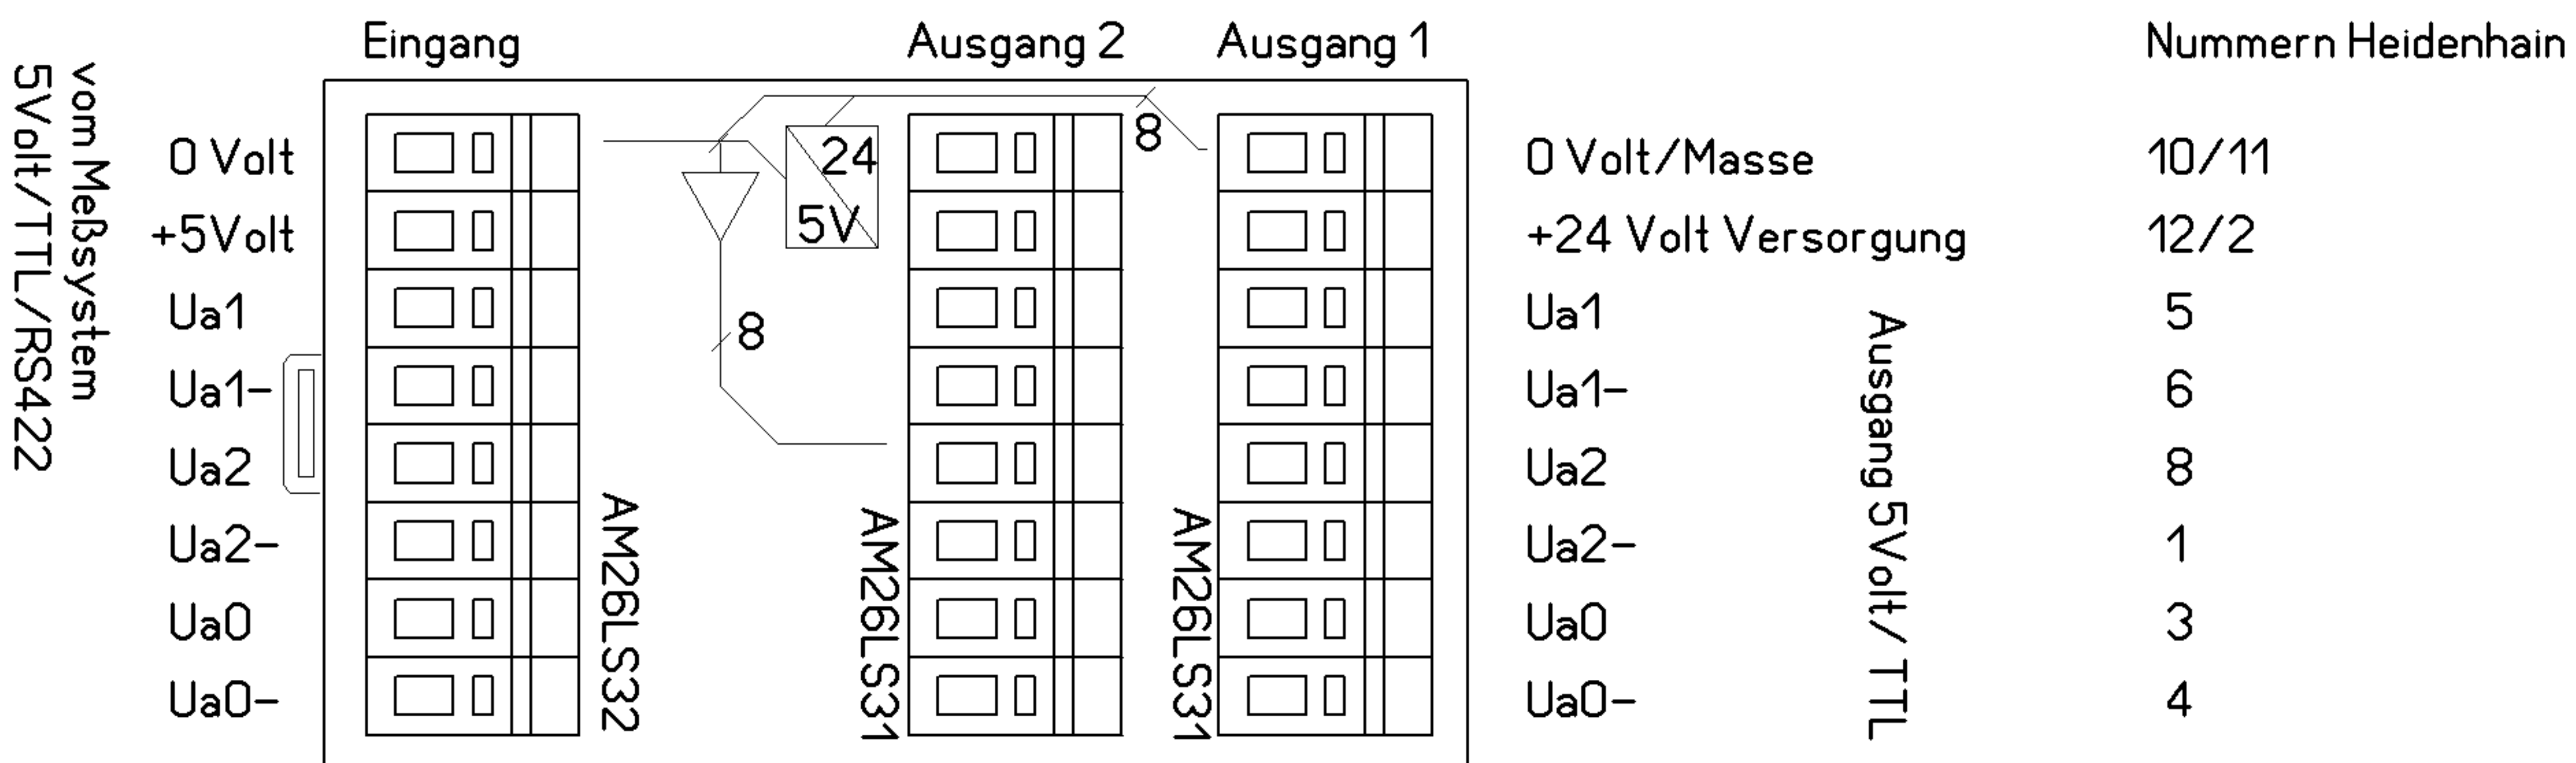 Eingang
Ausgang 2
Ausgang 1
Nummern Heidenhain
vom Meßsystem
5Volt/TTL/RS422
0 Volt
+5Volt
Ua1
Ua1-
Ua2
Ua2-
Ua0
Ua0-
24
5V
8
8
AM26LS32
AM26LS31
AM26LS31
0 Volt/Masse
+24 Volt Versorgung
Ua1
Ua1-
Ua2
Ua2-
Ua0
Ua0-
Ausgang 5Volt/ TTL
10/11
12/2
5
6
8
1
3
4